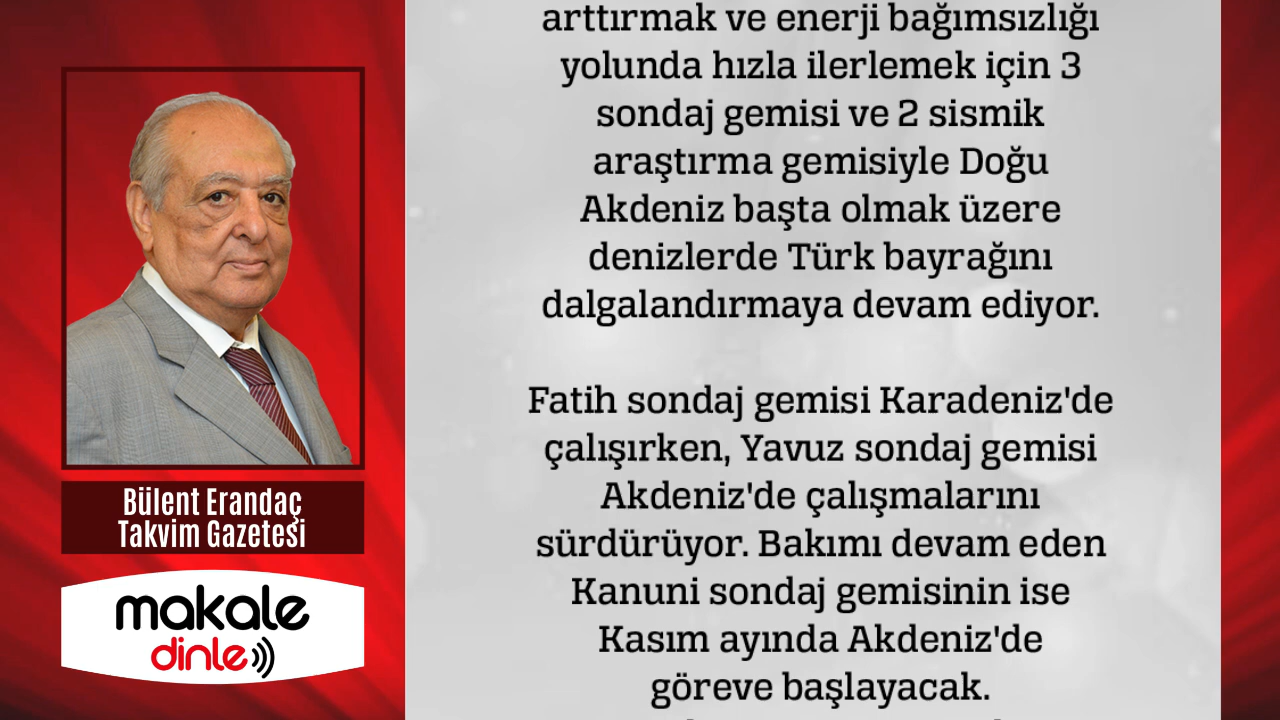 arttırmak ve enerji bağımsızlığı
yolunda hızla ilerlemek için 3
sondaj gemisi ve 2 sismik
araştırma gemisiyle Doğu
Akdeniz başta olmak üzere
denizlerde Türk bayrağını
dalgalandırmaya devam ediyor.
Fatih sondaj gemisi Karadeniz'de
çalışırken, Yavuz sondaj gemisi
Akdeniz'de çalışmalarını
sürdürüyor. Bakımı devam eden
Kanuni sondaj gemisinin ise
Kasım ayında Akdeniz'de
göreve başlayacak.
Bülent Erandaç
Takvim Gazetesi
makale
dinle